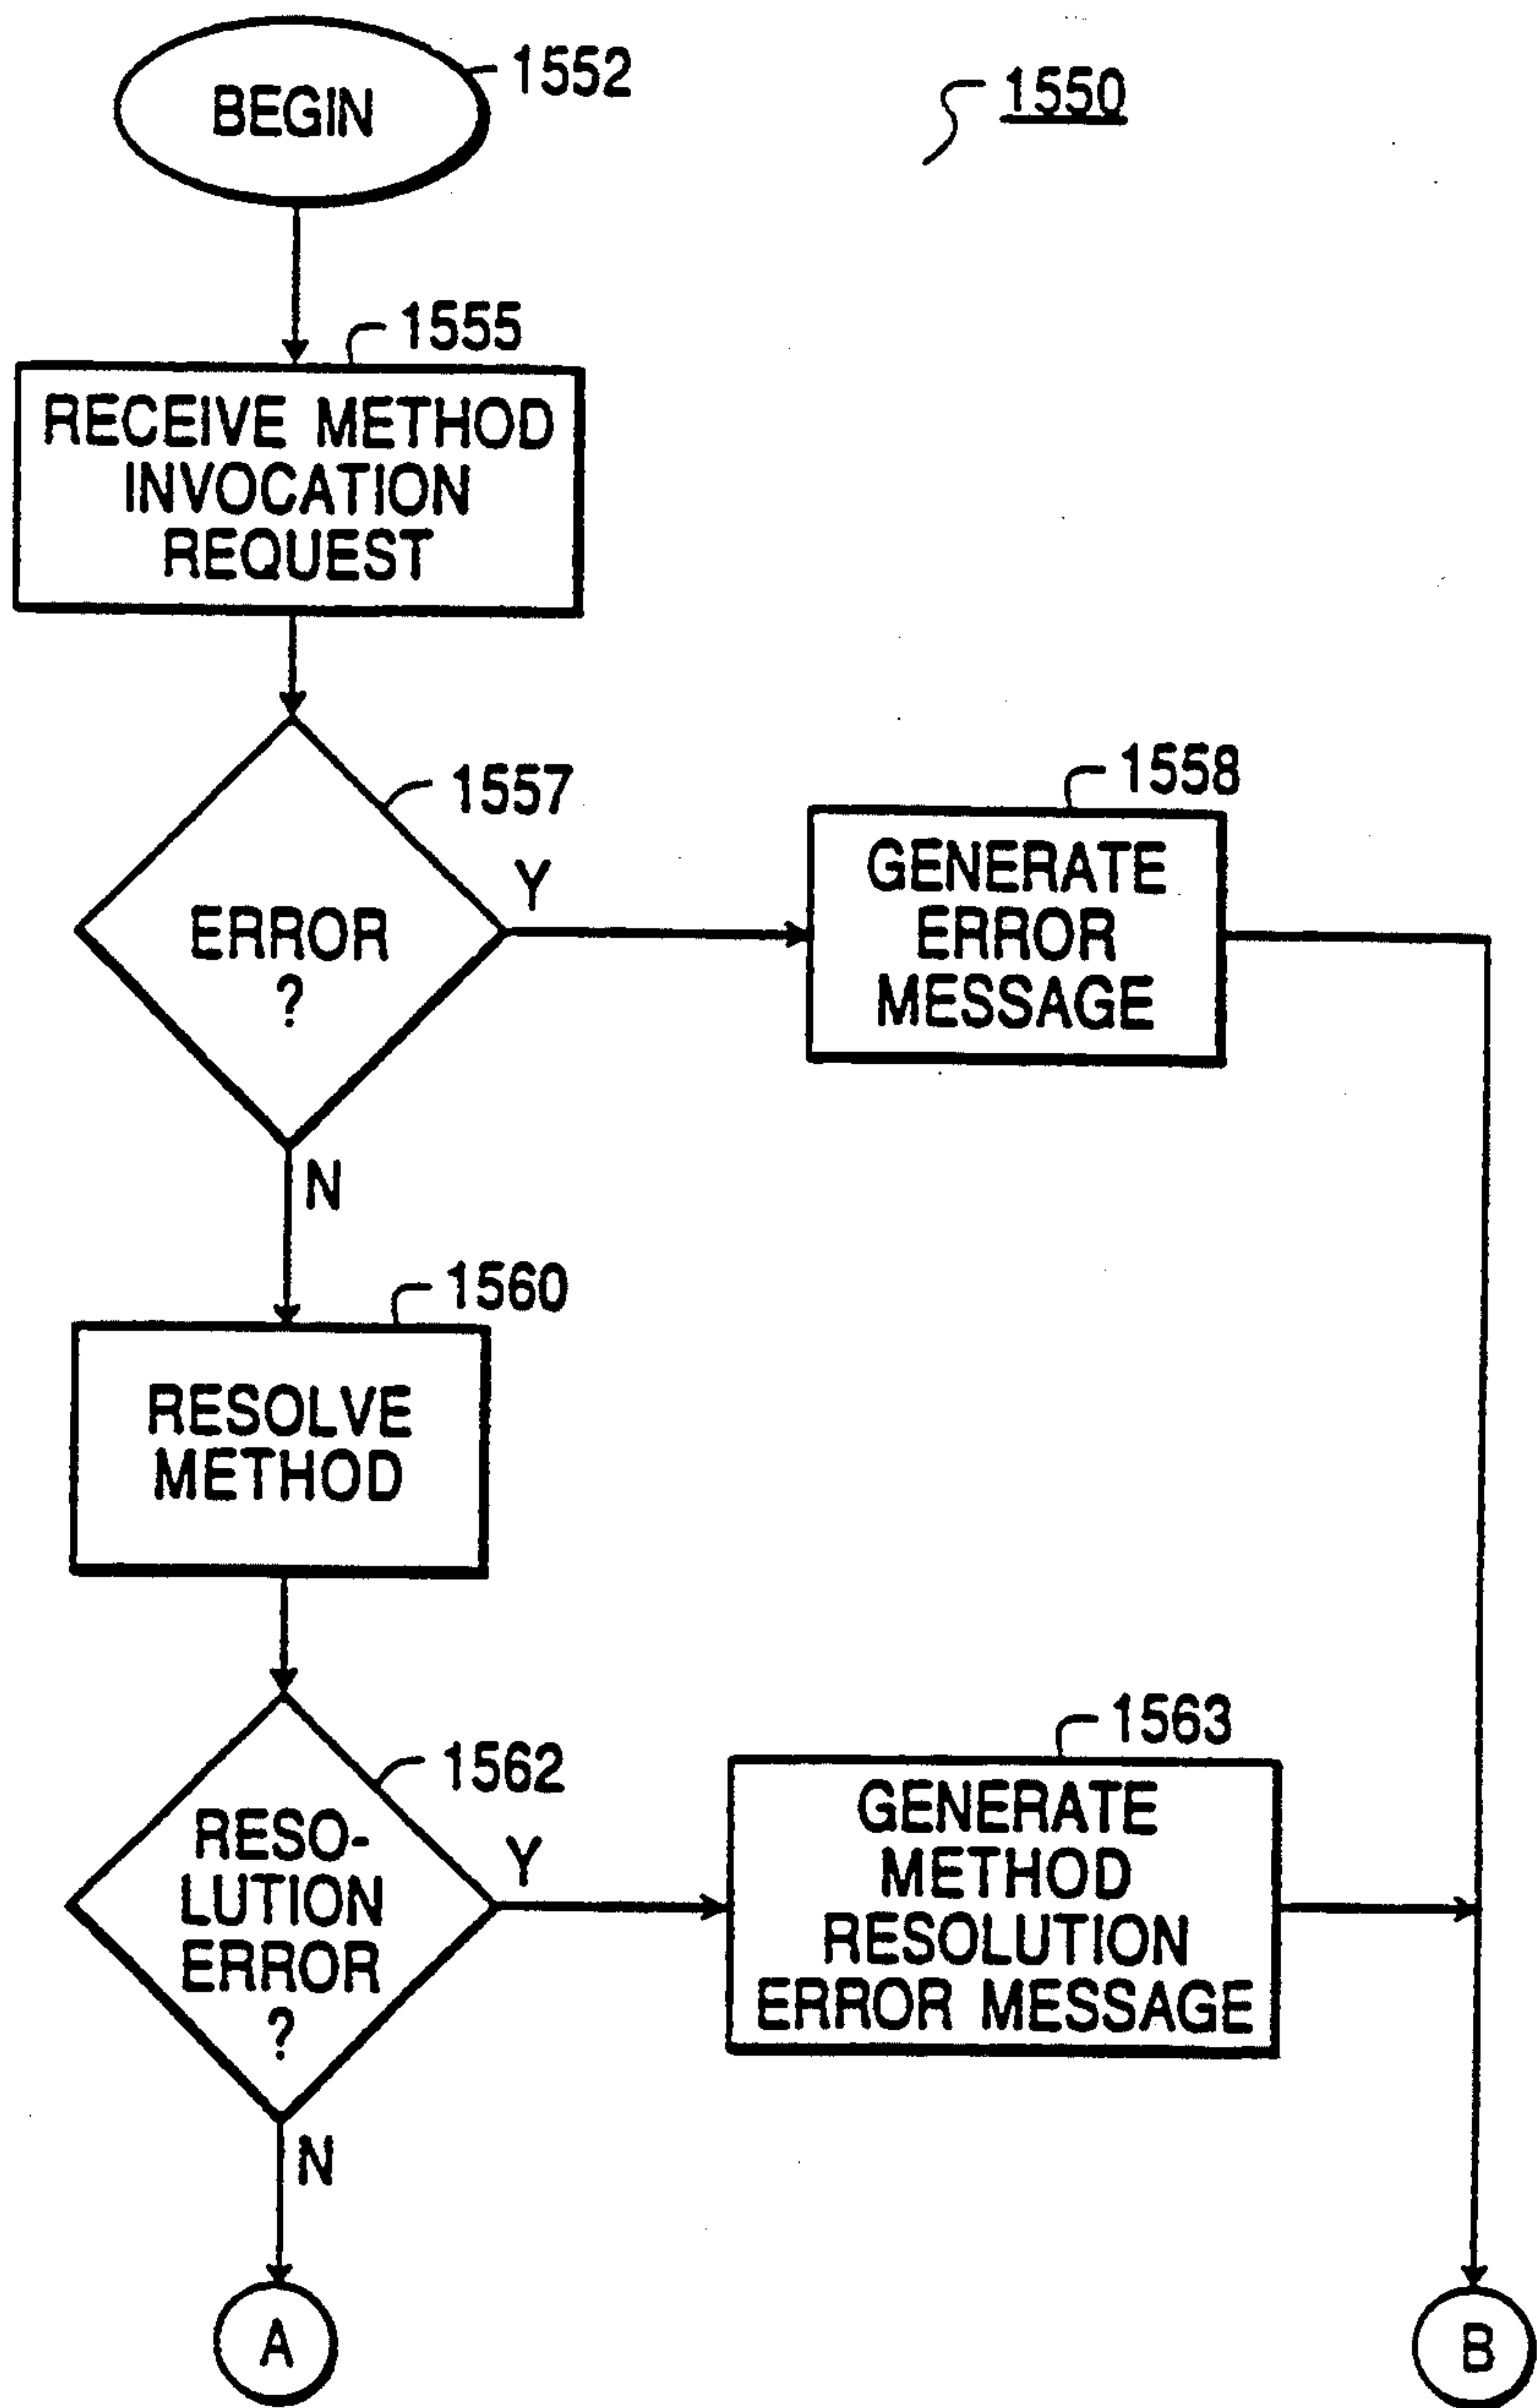 1552
BEGIN
1550
1555
RECEIVE METHOD
INVOCATION
REQUEST
1557
1558
Y
ERROR
?
GENERATE
ERROR
MESSAGE
N
1560
RESOLVE
METHOD
1562
1563
Y
RESO-
LUTION
ERROR
?
GENERATE
METHOD
RESOLUTION
ERROR MESSAGE
N
A
B